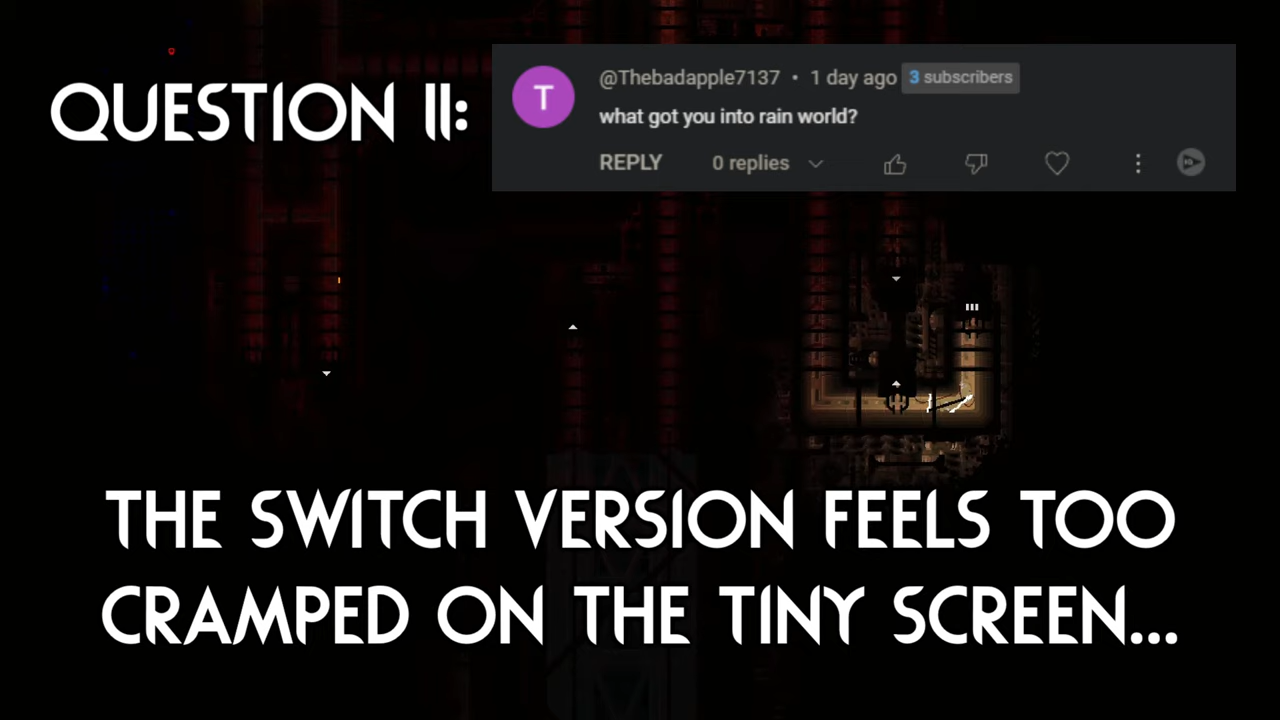 QUESTION II:
@Thebadapple7137 • 1 day ago 3 subscribers
what got you into rain world?
REPLY 0 replies
THE SWITCH VERSION FEELS TOO
CRAMPED ON THE TINY SCREEN...